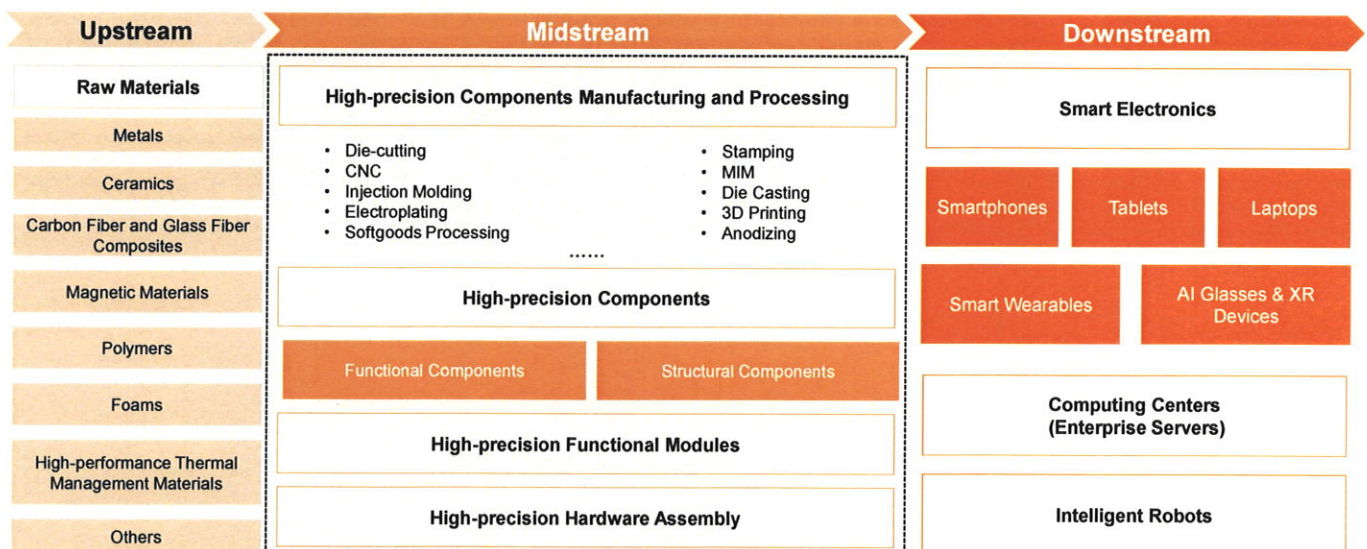 Upstream
Midstream
Downstream
Raw Materials
Metals
Ceramics
Carbon Fiber and Glass Fiber
Composites
Magnetic Materials
Polymers
Foams
High-performance Thermal
Management Materials
Others
High-precision Components Manufacturing and Processing
• Die-cutting
• CNC
• Injection Molding
• Electroplating
• Softgoods Processing
• Stamping
• MIM
• Die Casting
• 3D Printing
• Anodizing
......
High-precision Components
Functional Components
Structural Components
High-precision Functional Modules
High-precision Hardware Assembly
Smart Electronics
Smartphones
Tablets
Laptops
Smart Wearables
AI Glasses & XR
Devices
Computing Centers
(Enterprise Servers)
Intelligent Robots